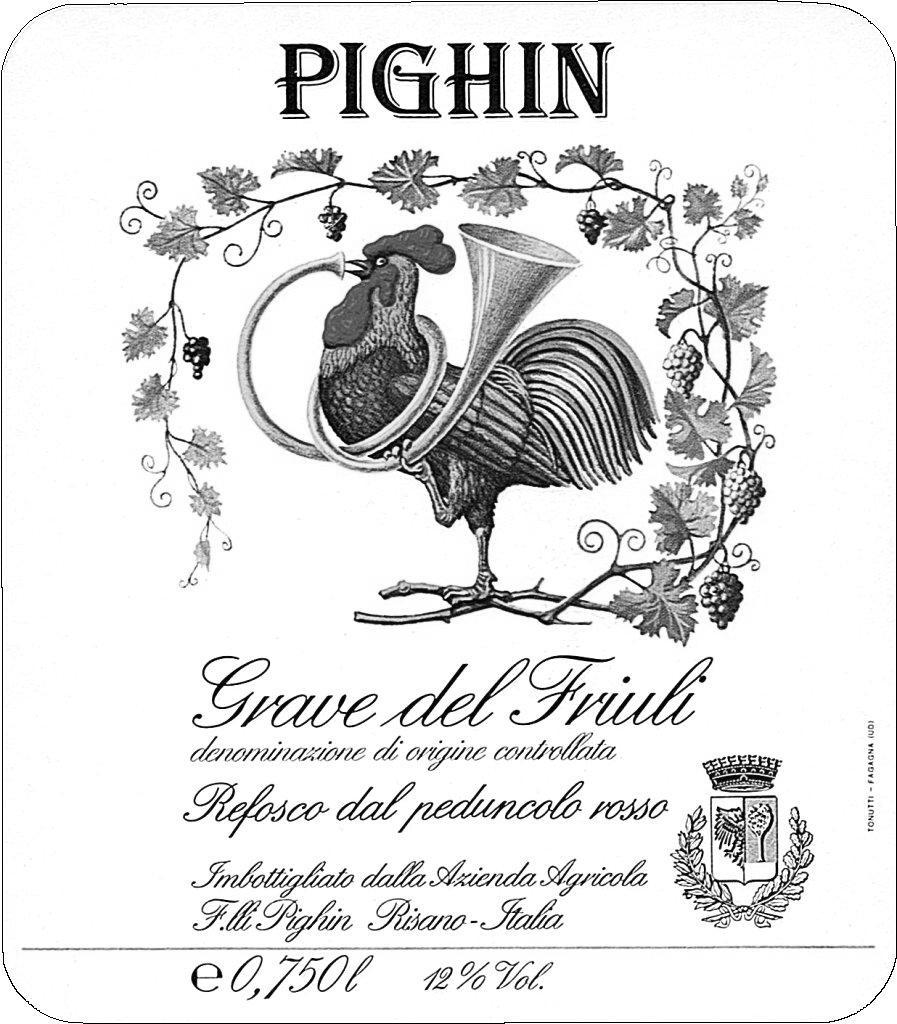 PIGHIN
Grave del Friuli
denominazione di origine controllata
Refosco dal peduncolo rosso
Imbottigliato dalla Azienda Agricola
F.lli Pighin Risano - Italia
e 0,750 l 12% Vol.
TONUTTI - FAGAGNA (UD)